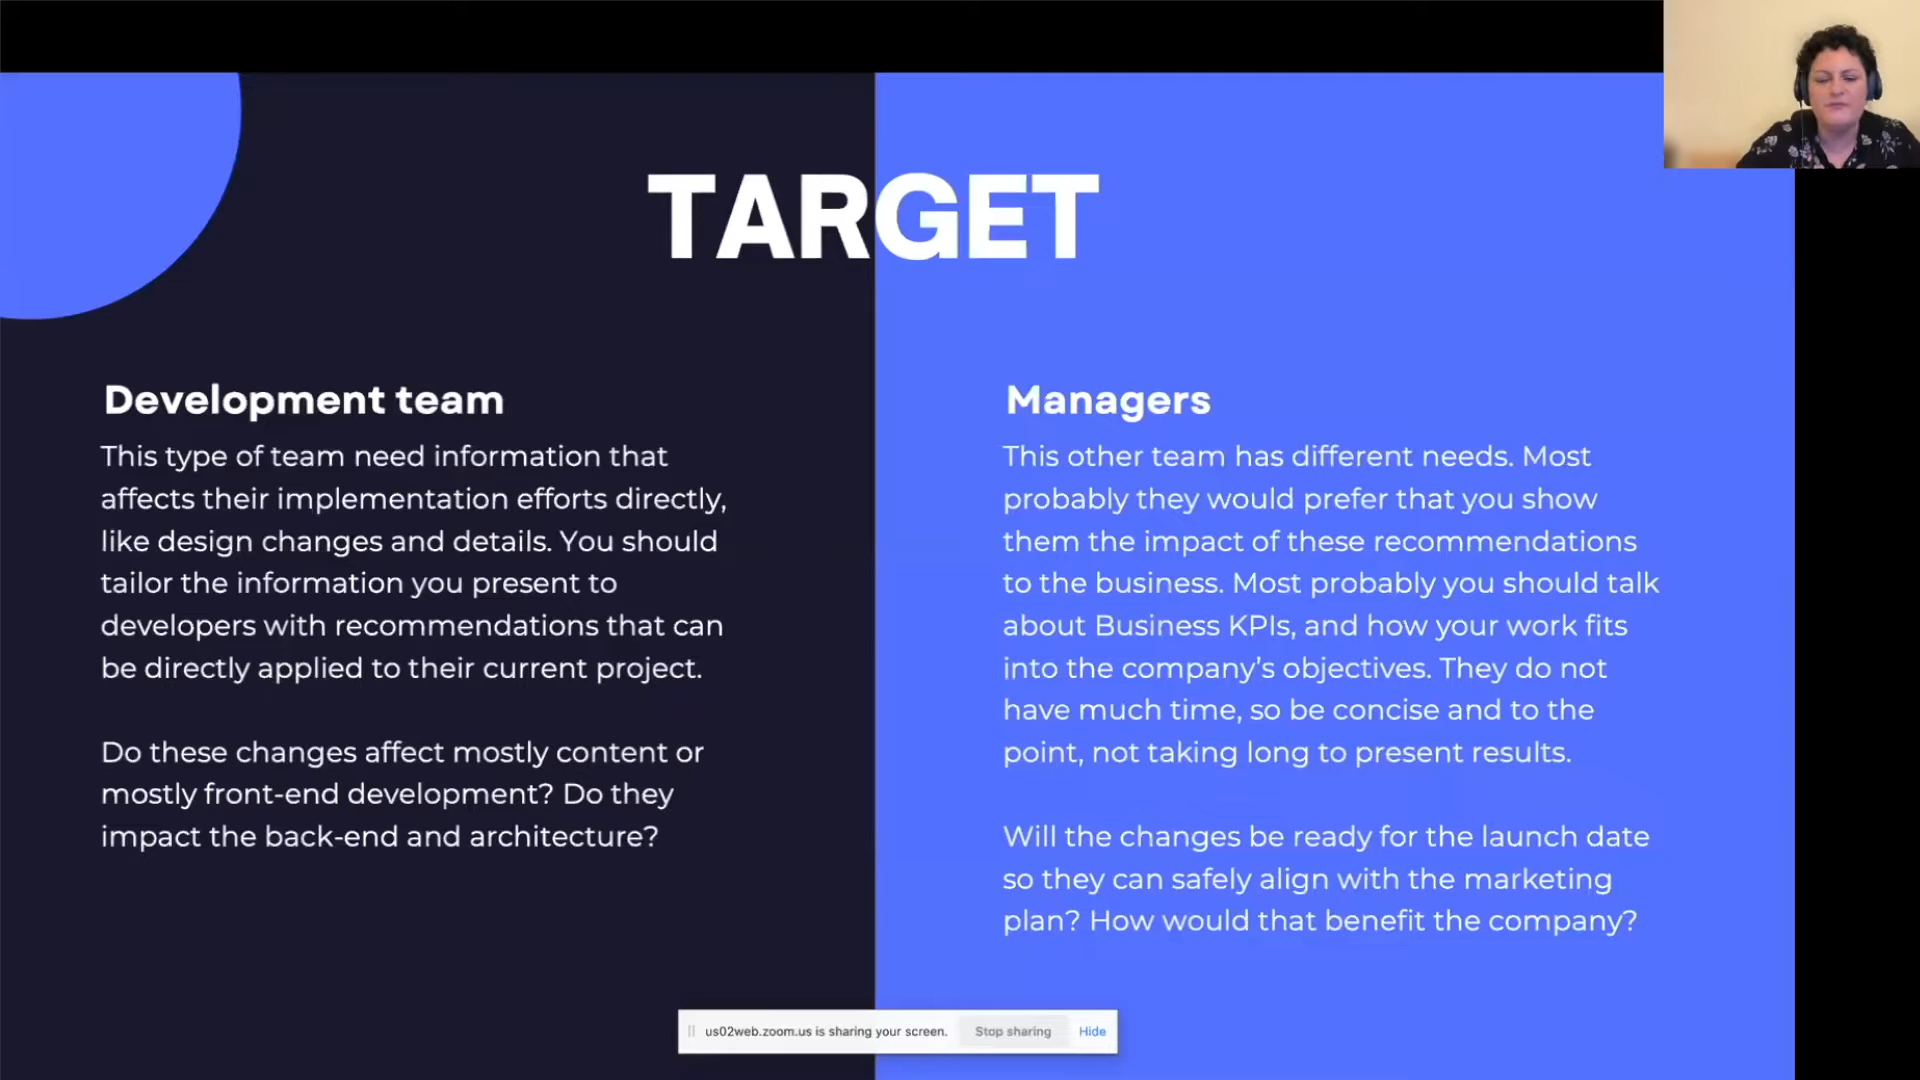 TARGET
Development team
This type of team need information that
affects their implementation efforts directly,
like design changes and details. You should
tailor the information you present to
developers with recommendations that can
be directly applied to their current project.
Do these changes affect mostly content or
mostly front-end development? Do they
impact the back-end and architecture?
Managers
This other team has different needs. Most
probably they would prefer that you show
them the impact of these recommendations
to the business. Most probably you should talk
about Business KPIs, and how your work fits
into the company's objectives. They do not
have much time, so be concise and to the
point, not taking long to present results.
Will the changes be ready for the launch date
so they can safely align with the marketing
plan? How would that benefit the company?
us02web.zoom.us is sharing your screen. Stop sharing Hide